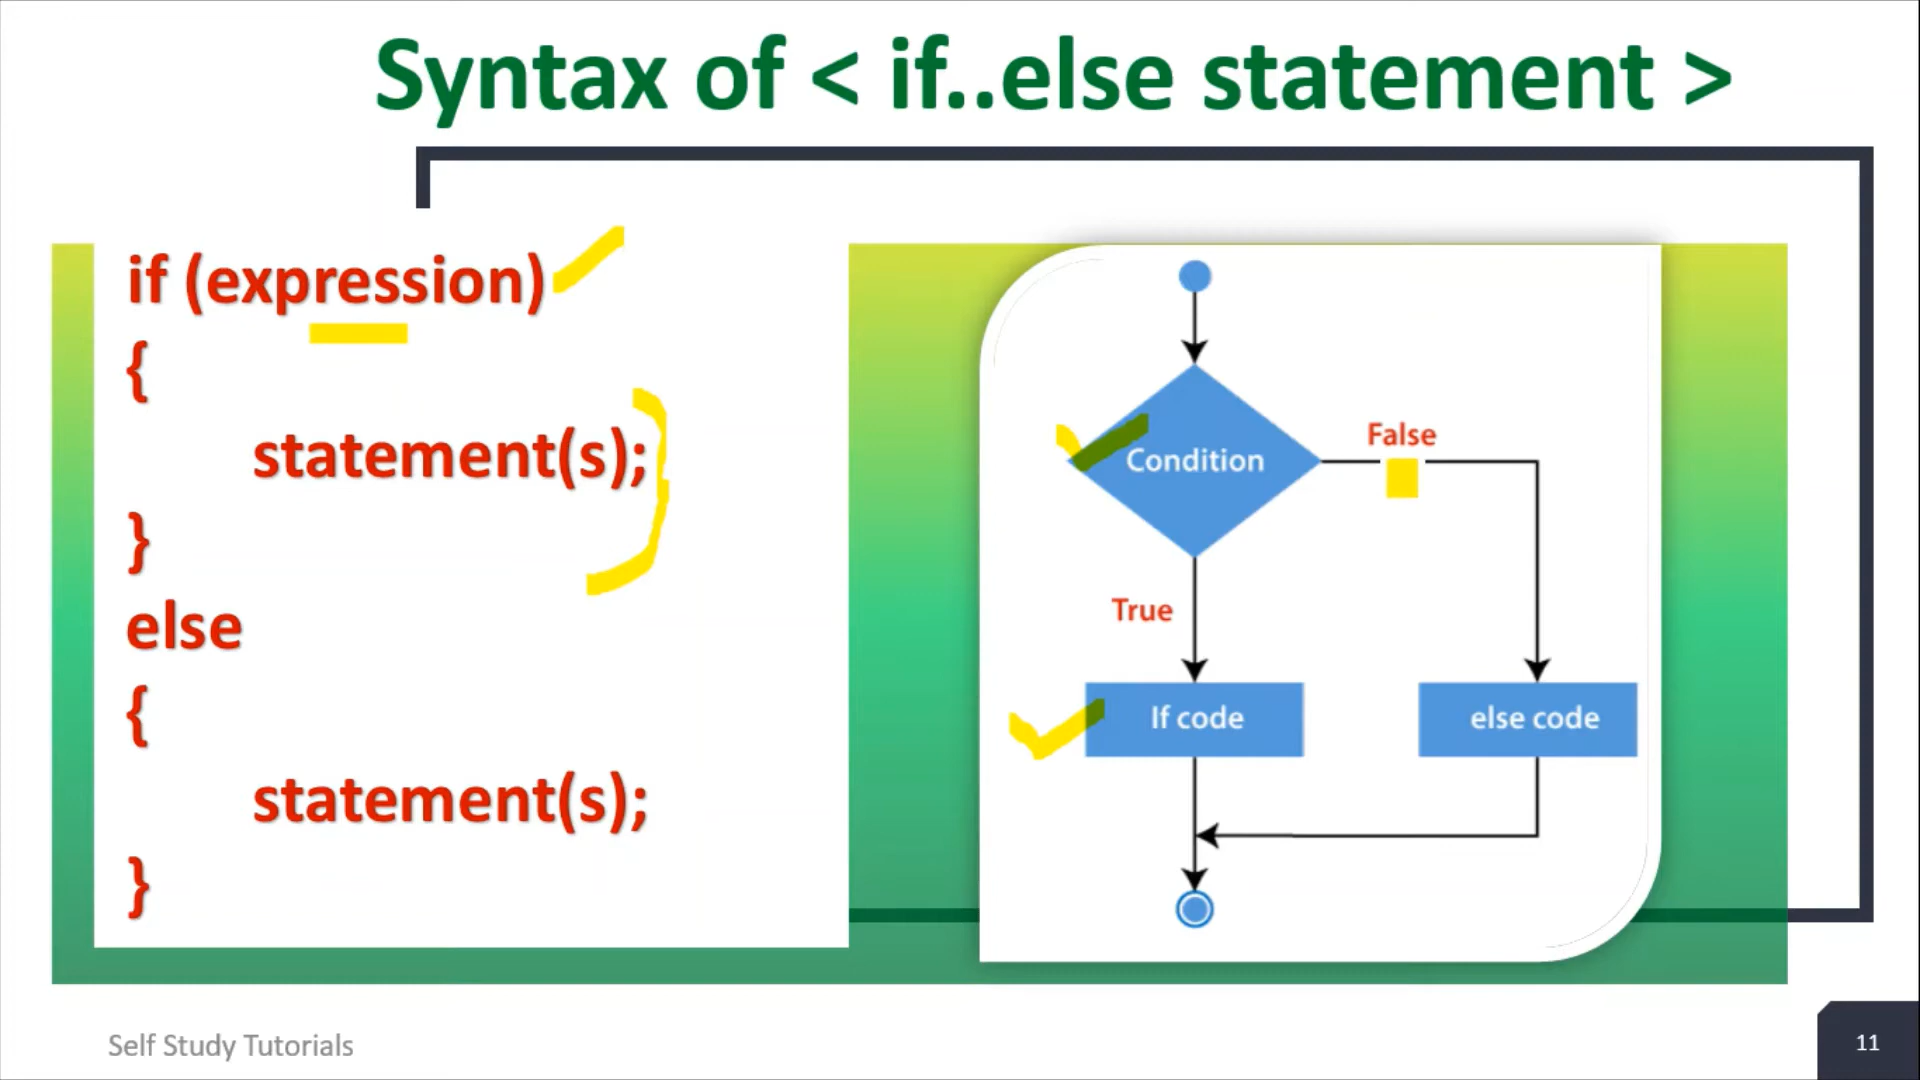 Syntax of < if..else statement >
if (expression)
{
statement(s);
}
else
{
statement(s);
}
Condition
False
True
If code
else code
Self Study Tutorials
11